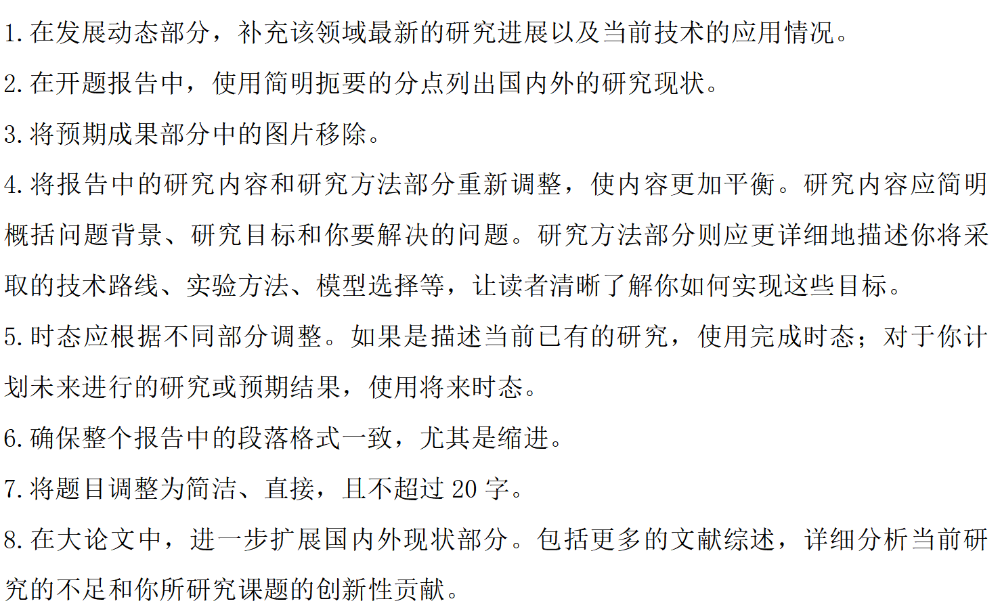 1.在发展动态部分，补充该领域最新的研究进展以及当前技术的应用情况。
2.在开题报告中，使用简明扼要的分点列出国内外的研究现状。
3.将预期成果部分中的图片移除。
4.将报告中的研究内容和研究方法部分重新调整，使内容更加平衡。研究内容应简明
概括问题背景、研究目标和你要解决的问题。研究方法部分则应更详细地描述你将采
取的技术路线、实验方法、模型选择等，让读者清晰了解你如何实现这些目标。
5.时态应根据不同部分调整。如果是描述当前已有的研究，使用完成时态；对于你计
划未来进行的研究或预期结果，使用将来时态。
6.确保整个报告中的段落格式一致，尤其是缩进。
7.将题目调整为简洁、直接，且不超过 20 字。
8.在大论文中，进一步扩展国内外现状部分。包括更多的文献综述，详细分析当前研
究的不足和你所研究课题的创新性贡献。